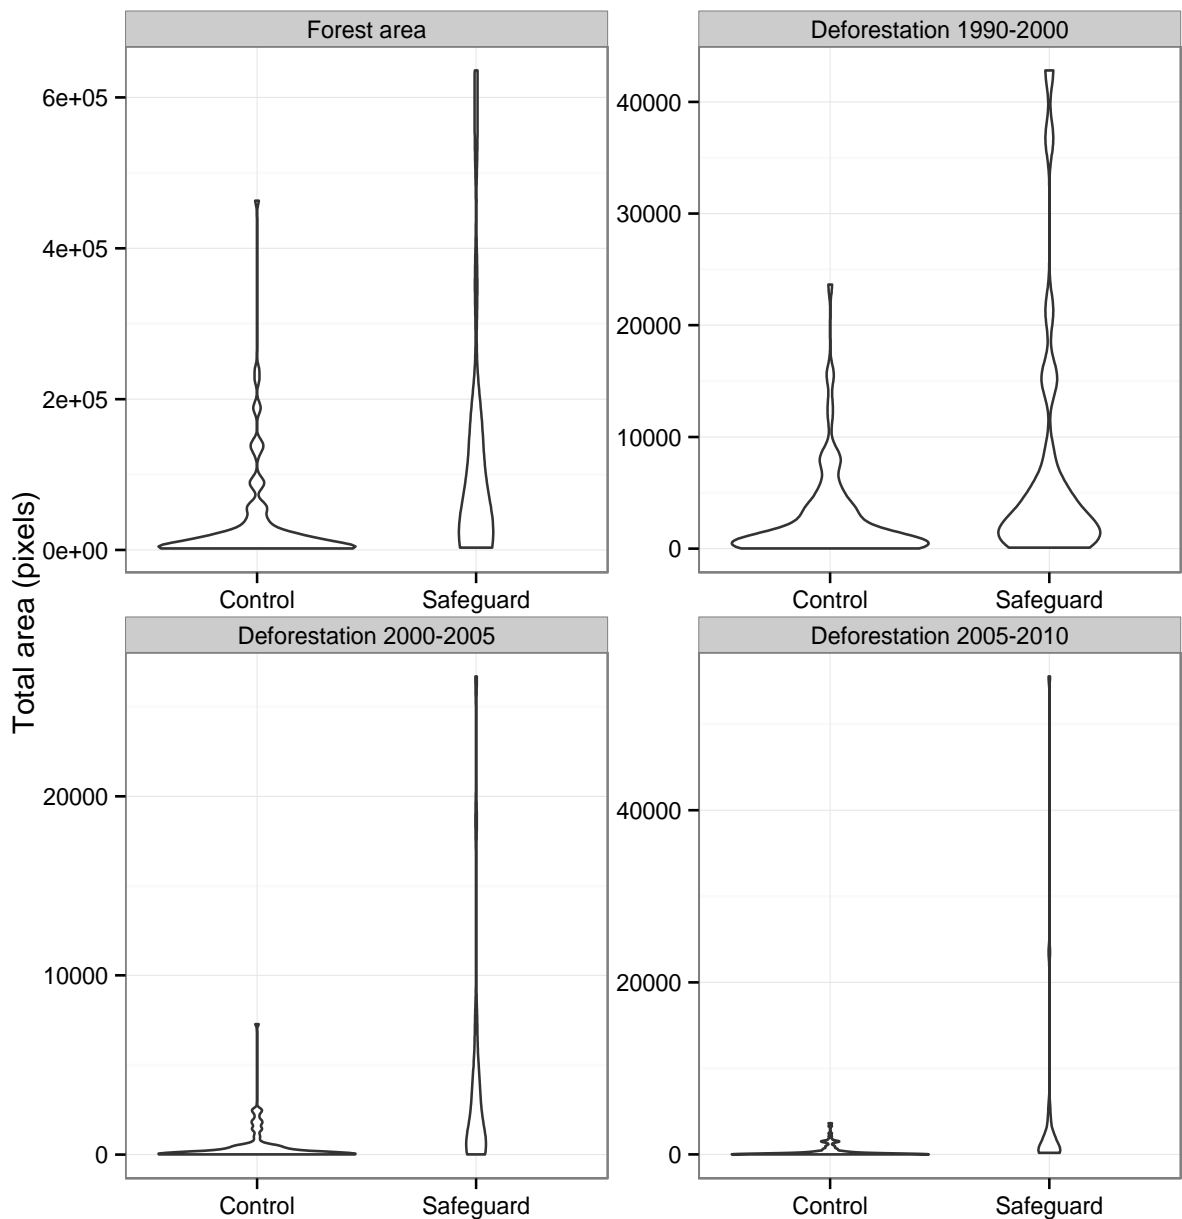 Total area (pixels)
Forest area
6e+05
4e+05
2e+05
0e+00
Control Safeguard
Deforestation 1990-2000
40000
30000
20000
10000
0
Control Safeguard
Deforestation 2000-2005
20000
10000
0
Control Safeguard
Deforestation 2005-2010
40000
20000
0
Control Safeguard